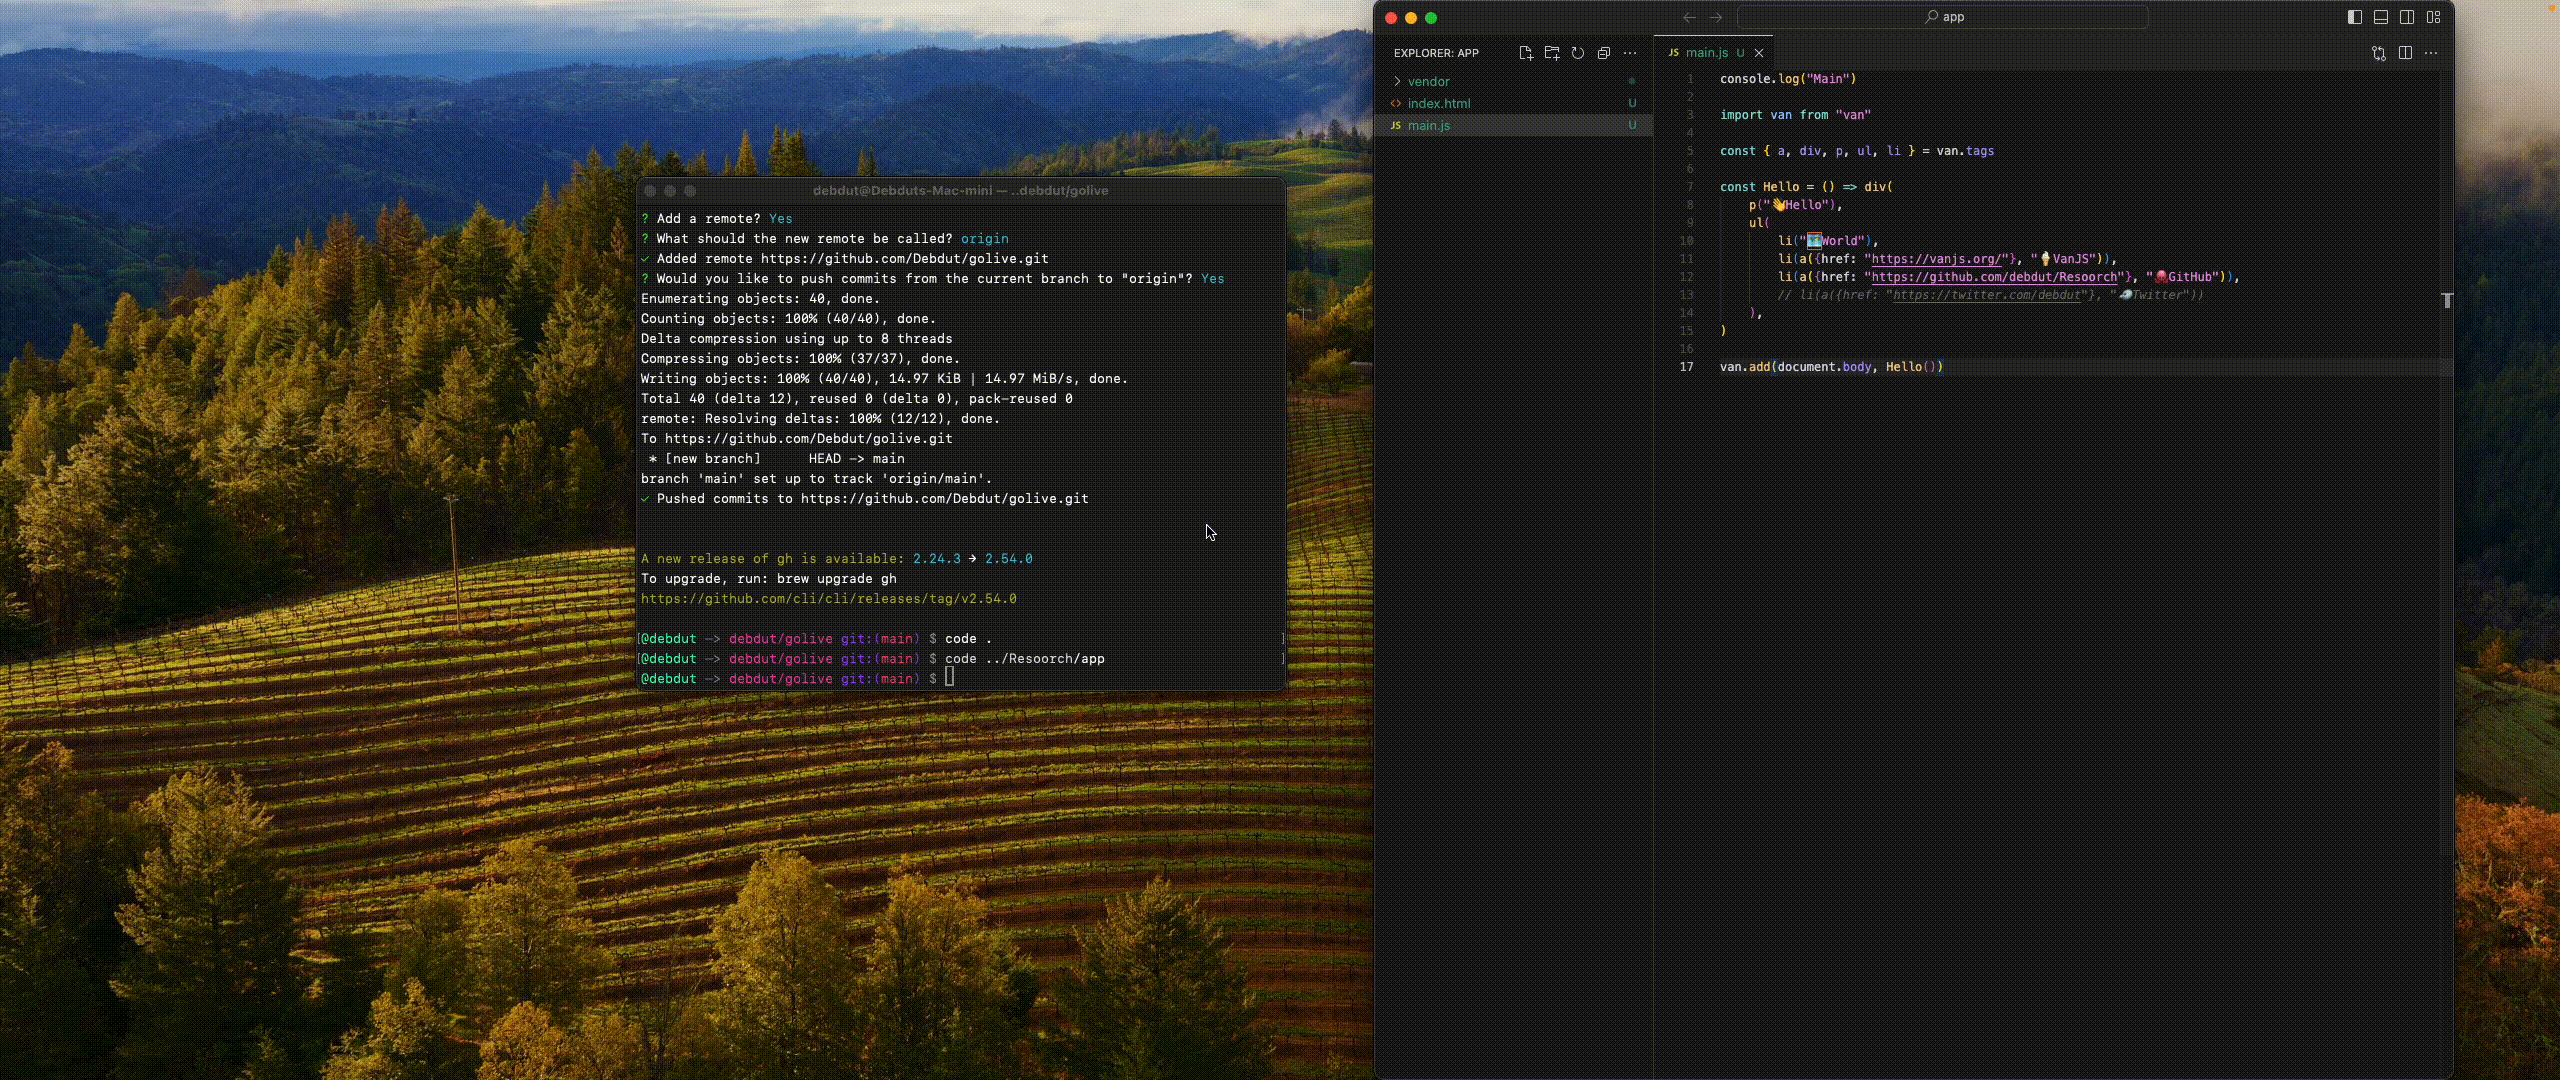 debdut@Debduts-Mac-mini — ..debdut/golive
? Add a remote? Yes
? What should the new remote be called? origin
✓ Added remote https://github.com/Debdut/golive.git
? Would you like to push commits from the current branch to "origin"? Yes
Enumerating objects: 40, done.
Counting objects: 100% (40/40), done.
Delta compression using up to 8 threads
Compressing objects: 100% (37/37), done.
Writing objects: 100% (40/40), 14.97 KiB | 14.97 MiB/s, done.
Total 40 (delta 12), reused 0 (delta 0), pack-reused 0
remote: Resolving deltas: 100% (12/12), done.
To https://github.com/Debdut/golive.git
* [new branch]      HEAD -> main
branch 'main' set up to track 'origin/main'.
✓ Pushed commits to https://github.com/Debdut/golive.git
A new release of gh is available: 2.24.3 → 2.54.0
To upgrade, run: brew upgrade gh
https://github.com/cli/cli/releases/tag/v2.54.0
[@debdut -> debdut/golive git:(main) $ code . ]
[@debdut -> debdut/golive git:(main) $ code ../Resoorch/app ]
@debdut -> debdut/golive git:(main) $
app
EXPLORER: APP
vendor
<> index.html U
JS main.js U
JS main.js U
1 console.log("Main")
2
3 import van from "van"
4
5 const { a, div, p, ul, li } = van.tags
6
7 const Hello = () => div(
8 p("👋Hello"),
9 ul(
10 li("🗺️World"),
11 li(a({href: "https://vanjs.org/"}, "🍦VanJS")),
12 li(a({href: "https://github.com/debdut/Resoorch"}, "🐙GitHub")),
13 // li(a({href: "https://twitter.com/debdut"}, "🐦Twitter"))
14 ),
15 )
16
17 van.add(document.body, Hello())